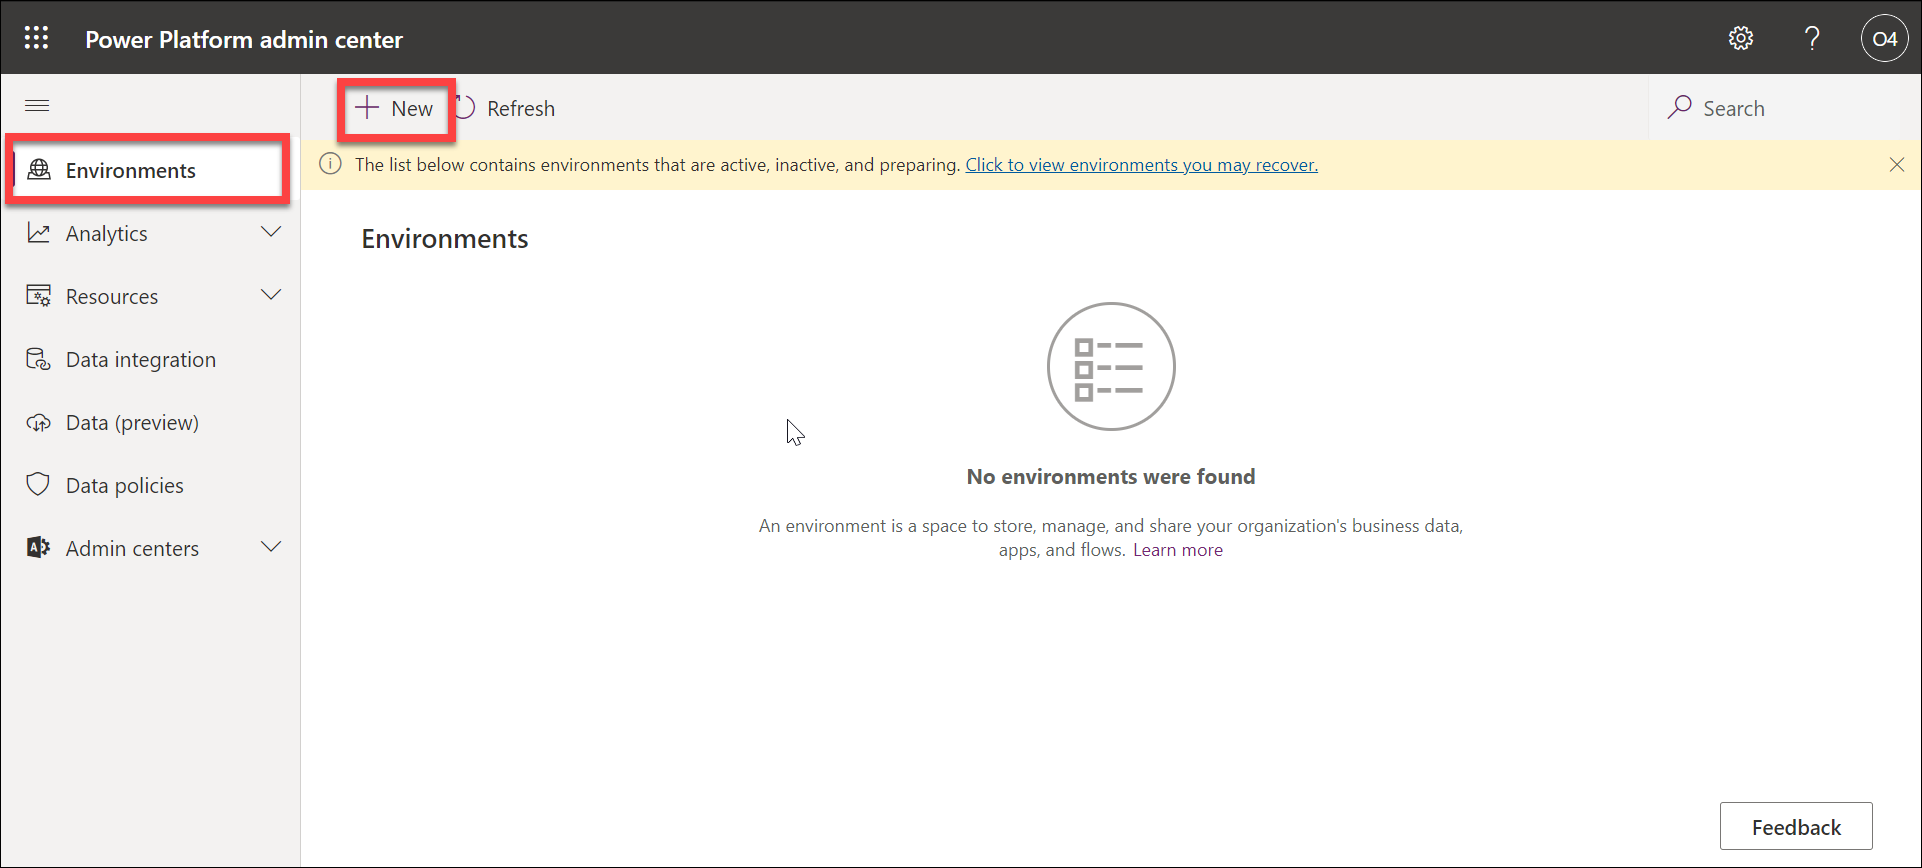 Power Platform admin center
O4
New
Refresh
Search
The list below contains environments that are active, inactive, and preparing. Click to view environments you may recover.
Environments
Analytics
Resources
Data integration
Data (preview)
Data policies
Admin centers
Environments
No environments were found
An environment is a space to store, manage, and share your organization's business data,
apps, and flows. Learn more
Feedback